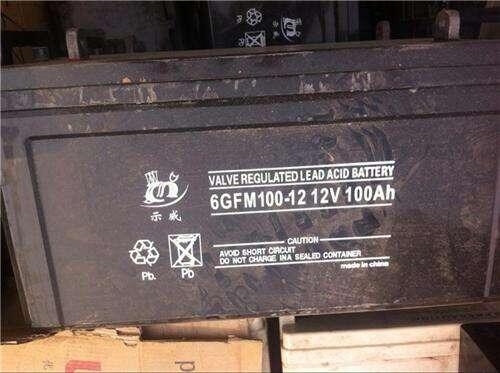 VALVE REGULATED LEAD ACID BATTERY
6GFM100-12 12V 100Ah
示威
CAUTION
AVOID SHORT CIRCUIT
DO NOT CHARGE INA SEALED CONTAINER
Pb.
Pb
made in china